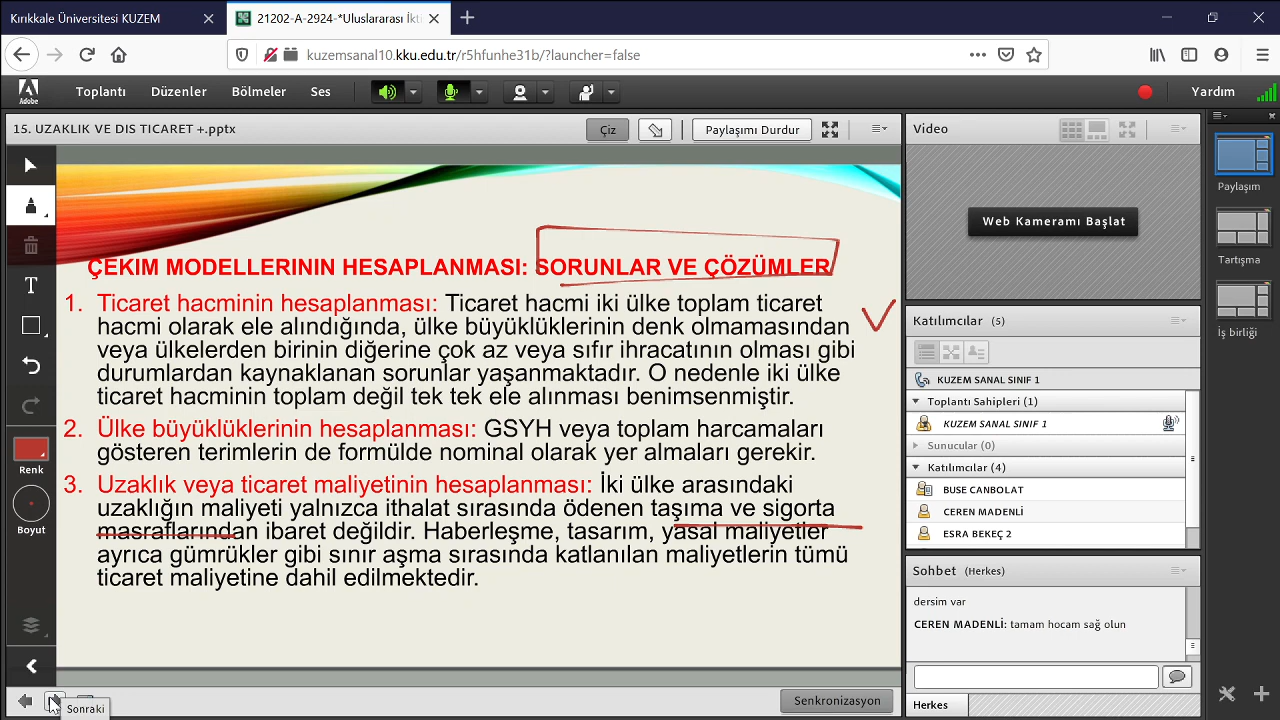 Kırıkkale Üniversitesi KUZEM
21202-A-2924-*Uluslararası İkti
kuzemsanal10.kku.edu.tr/r5hfunhe31b/?launcher=false
Adobe
Toplantı Düzenler Bölmeler Ses
Yardım
15. UZAKLIK VE DIS TICARET +.pptx
Çiz
Paylaşımı Durdur
ÇEKIM MODELLERININ HESAPLANMASI: SORUNLAR VE ÇÖZÜMLER
1. Ticaret hacminin hesaplanması: Ticaret hacmi iki ülke toplam ticaret
hacmi olarak ele alındığında, ülke büyüklüklerinin denk olmamasından
veya ülkelerden birinin diğerine çok az veya sıfır ihracatının olması gibi
durumlardan kaynaklanan sorunlar yaşanmaktadır. O nedenle iki ülke
ticaret hacminin toplam değil tek tek ele alınması benimsenmiştir.
2. Ülke büyüklüklerinin hesaplanması: GSYH veya toplam harcamaları
gösteren terimlerin de formülde nominal olarak yer almaları gerekir.
3. Uzaklık veya ticaret maliyetinin hesaplanması: İki ülke arasındaki
uzaklığın maliyeti yalnızca ithalat sırasında ödenen taşıma ve sigorta
masraflarından ibaret değildir. Haberleşme, tasarım, yasal maliyetler
ayrıca gümrükler gibi sınır aşma sırasında katlanılan maliyetlerin tümü
ticaret maliyetine dahil edilmektedir.
Renk
Boyut
Sonraki
Senkronizasyon
Video
Web Kameramı Başlat
Katılımcılar (5)
KUZEM SANAL SINIF 1
Toplantı Sahipleri (1)
KUZEM SANAL SINIF 1
Sunucular (0)
Katılımcılar (4)
BUSE CANBOLAT
CEREN MADENLİ
ESRA BEKEÇ 2
Sohbet (Herkes)
dersim var
CEREN MADENLİ: tamam hocam sağ olun
Herkes
Paylaşım
Tartışma
İş birliği